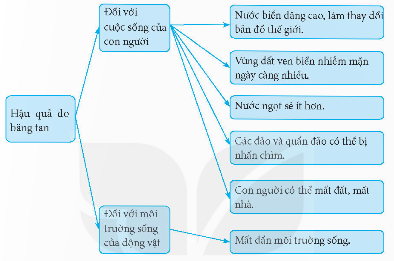 Hậu quả do
băng tan
Đối với
cuộc sống của
con người
Nước biển dâng cao, làm thay đổi
bản đồ thế giới.
Vùng đất ven biển nhiễm mặn
ngày càng nhiều.
Nước ngọt sẽ ít hơn.
Các đảo và quần đảo có thể bị
nhấn chìm.
Con người có thể mất đất, mất
nhà.
Đối với môi
trường sống
của động vật
Mất dần môi trường sống.